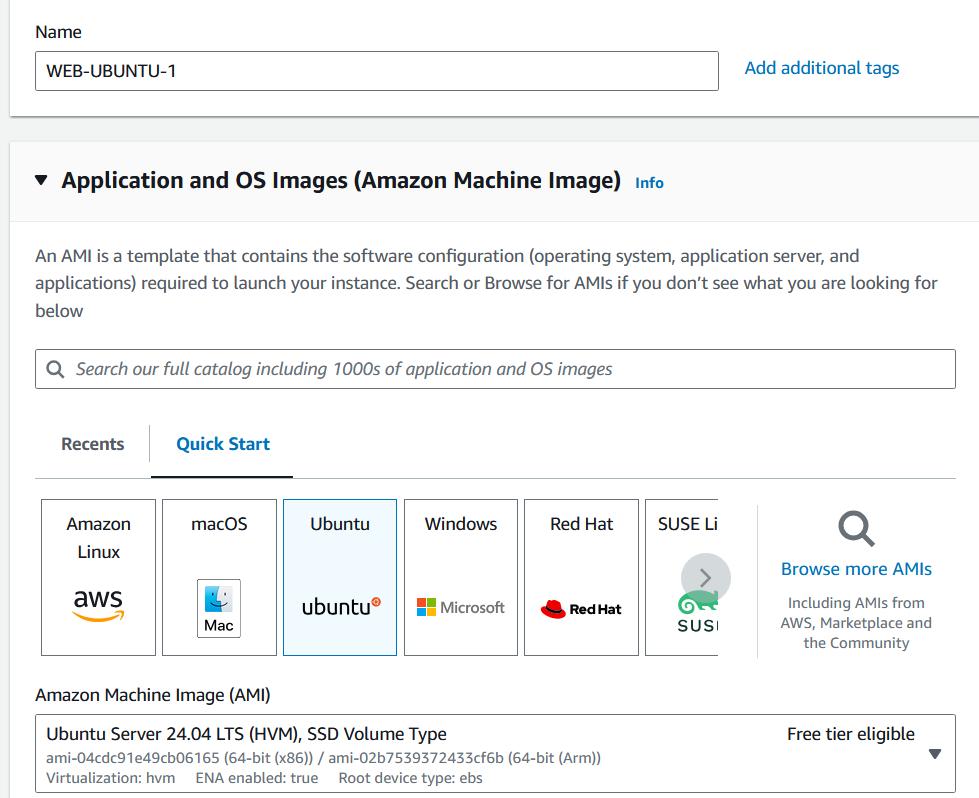 Name
WEB-UBUNTU-1
Add additional tags
Application and OS Images (Amazon Machine Image) Info
An AMI is a template that contains the software configuration (operating system, application server, and
applications) required to launch your instance. Search or Browse for AMIs if you don't see what you are looking for
below
Search our full catalog including 1000s of application and OS images
Recents
Quick Start
Amazon
Linux
aws
macOS
Mac
Ubuntu
ubuntu
Windows
Microsoft
Red Hat
Red Hat
SUSE Li
SUS
Browse more AMIs
Including AMIs from
AWS, Marketplace and
the Community
Amazon Machine Image (AMI)
Ubuntu Server 24.04 LTS (HVM), SSD Volume Type
Free tier eligible
ami-04cdc91e49cb06165 (64-bit (x86)) / ami-02b7539372433cf6b (64-bit (Arm))
Virtualization: hvm ENA enabled: true Root device type: ebs